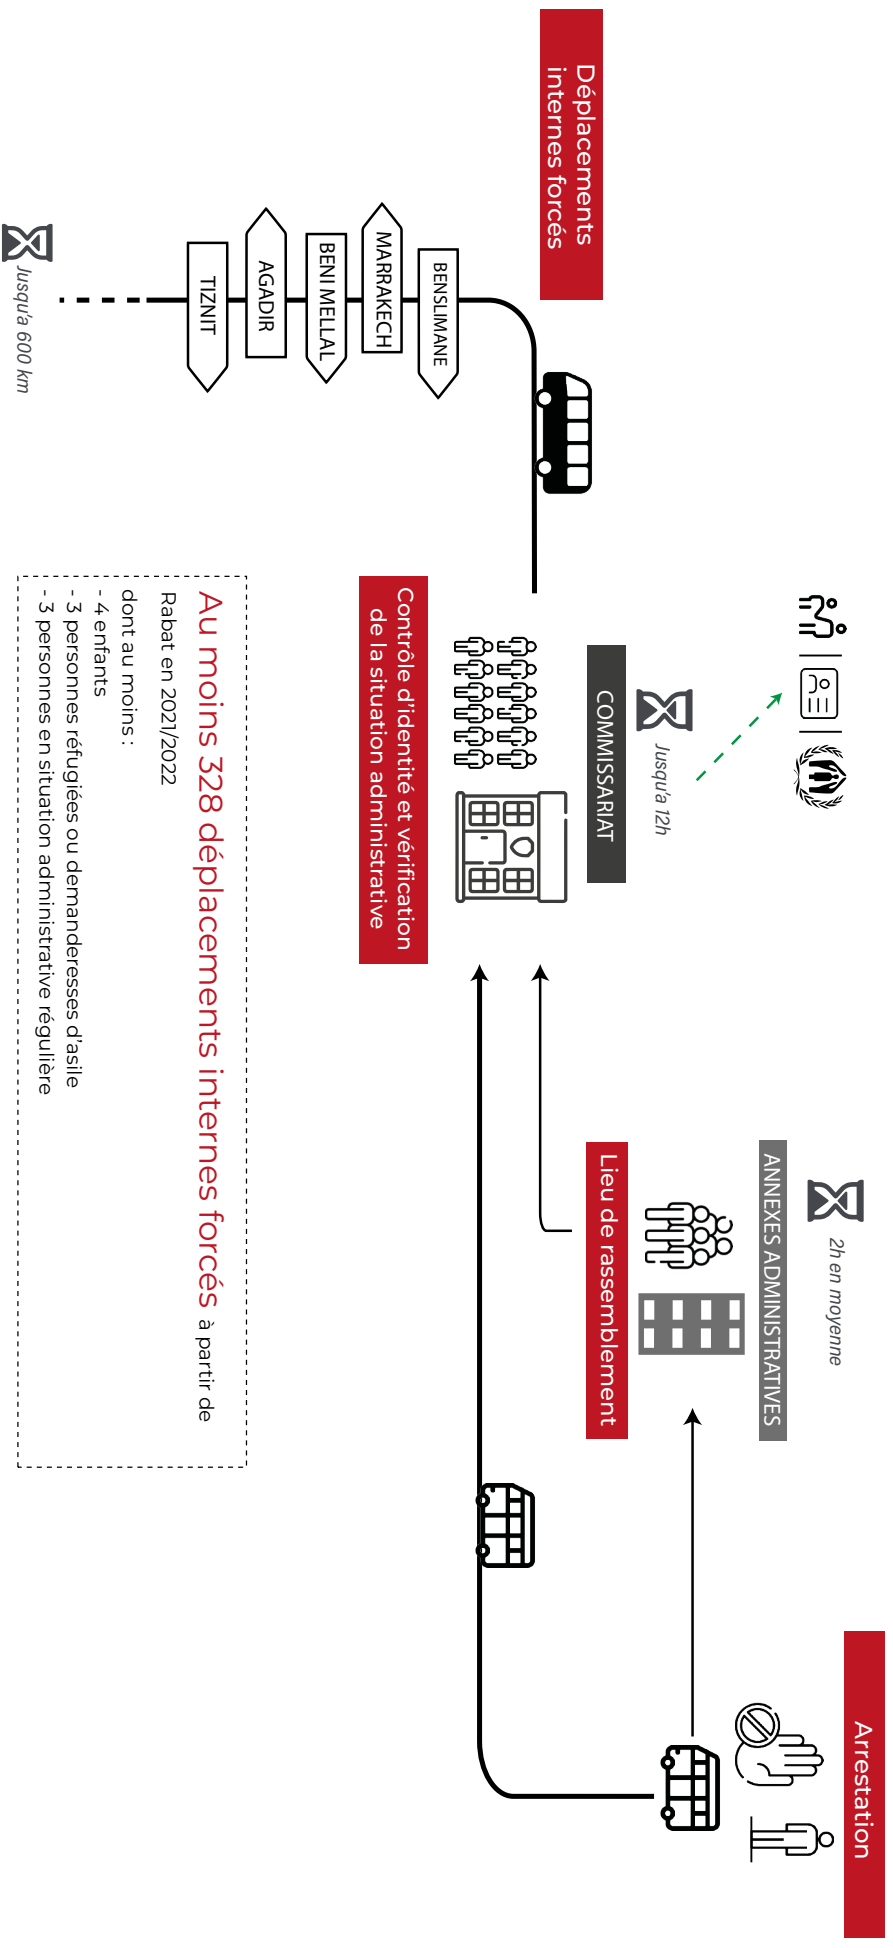 Arrestation
2h en moyenne
ANNEXES ADMINISTRATIVES
Lieu de rassemblement
Jusqu'a 12h
COMMISSARIAT
Contrôle d'identité et vérification
de la situation administrative
Déplacements
internes forcés
BENSLIMANE
MARRAKECH
BENI MELLAL
AGADIR
TIZNIT
Jusqu'a 600 km
Au moins 328 déplacements internes forcés à partir de
Rabat en 2021/2022
dont au moins :
- 4 enfants
- 3 personnes réfugiées ou demanderesses d'asile
- 3 personnes en situation administrative régulière